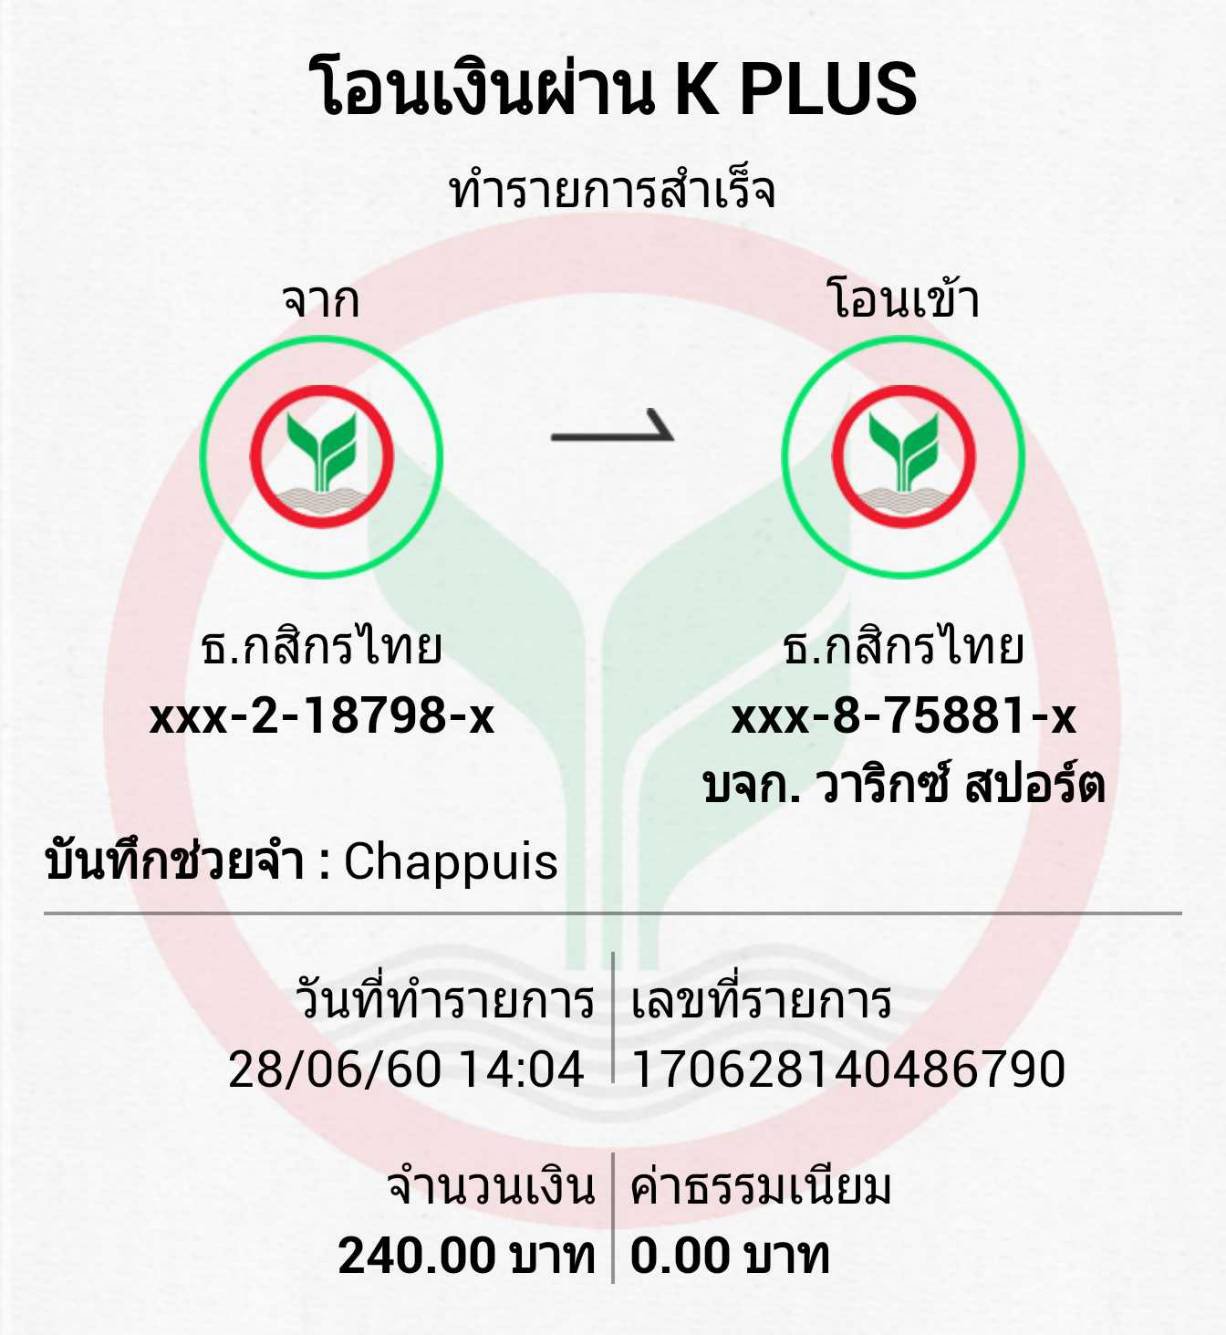 โอนเงินผ่าน K PLUS
ทำรายการสำเร็จ
จาก
โอนเข้า
ธ.กสิกรไทย
xxx-2-18798-x
ธ.กสิกรไทย
xxx-8-75881-x
บจก. วาริกซ์ สปอร์ต
บันทึกช่วยจำ : Chappuis
วันที่ทำรายการ
28/06/60 14:04
เลขที่รายการ
170628140486790
จำนวนเงิน
240.00 บาท
ค่าธรรมเนียม
0.00 บาท